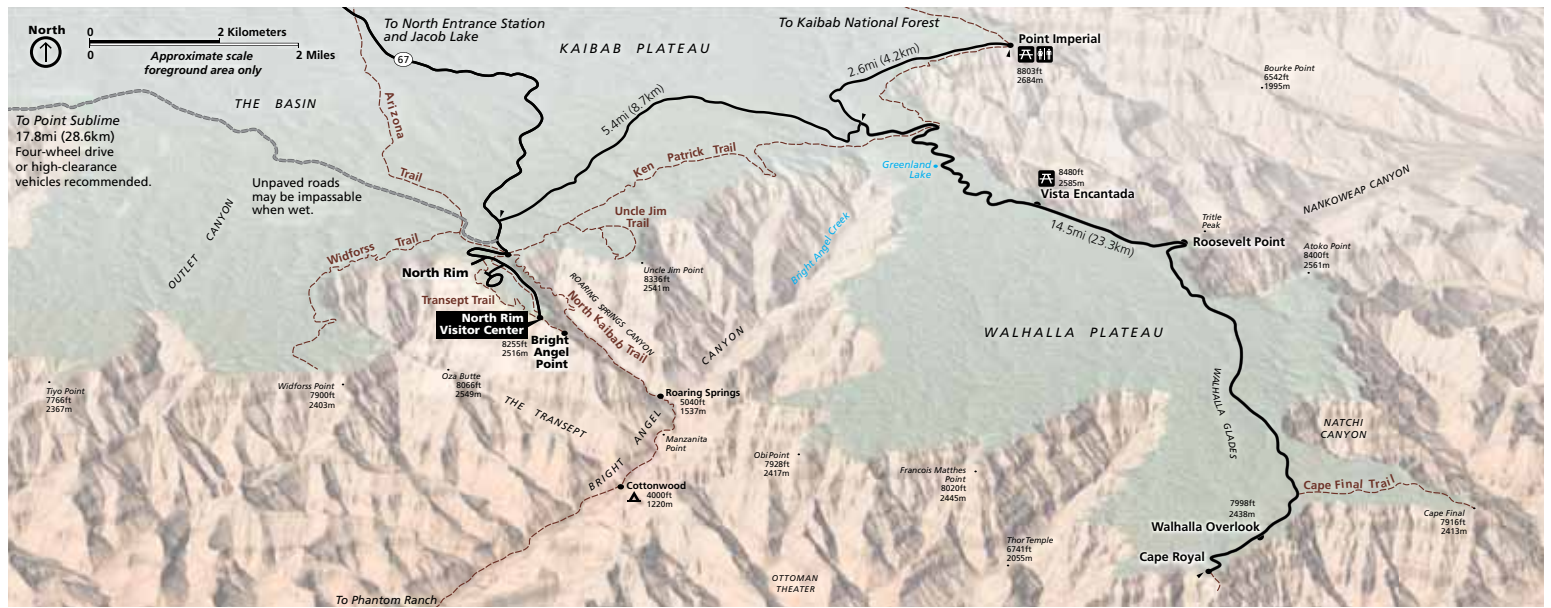 North
0
2 Kilometers
0
2 Miles
Approximate scale
foreground area only
To North Entrance Station
and Jacob Lake
67
KAIBAB PLATEAU
To Kaibab National Forest
Point Imperial
8803ft
2684m
2.6mi (4.2km)
Bourke Point
6542ft
1995m
THE BASIN
Arizona
Trail
5.4mi (8.7km)
To Point Sublime
17.8mi (28.6km)
Four-wheel drive
or high-clearance
vehicles recommended.
Unpaved roads
may be impassable
when wet.
Ken Patrick Trail
Greenland
Lake
8480ft
2585m
Vista Encantada
NANKOWEAP CANYON
OUTLET CANYON
Uncle Jim
Trail
Bright Angel Creek
14.5mi (23.3km)
Tritle
Peak
Roosevelt Point
Atoko Point
8400ft
2561m
Widforss Trail
North Rim
Uncle Jim Point
8336ft
2541m
ROARING SPRINGS CANYON
Transept Trail
North Kaibab Trail
North Rim
Visitor Center
8255ft
2516m
Bright
Angel
Point
WALHALLA PLATEAU
Tiyo Point
7766ft
2367m
Widforss Point
7900ft
2403m
Oza Butte
8066ft
2549m
THE TRANSEPT
Roaring Springs
5040ft
1537m
BRIGHT ANGEL CANYON
Manzanita
Point
WALHALLA GLADES
NATCHI
CANYON
Obi Point
7928ft
2417m
Francois Matthes
Point
8020ft
2445m
Cottonwood
4000ft
1220m
Cape Final Trail
7998ft
2438m
Walhalla Overlook
Cape Final
7916ft
2413m
Thor Temple
6741ft
2055m
Cape Royal
OTTOMAN
THEATER
To Phantom Ranch